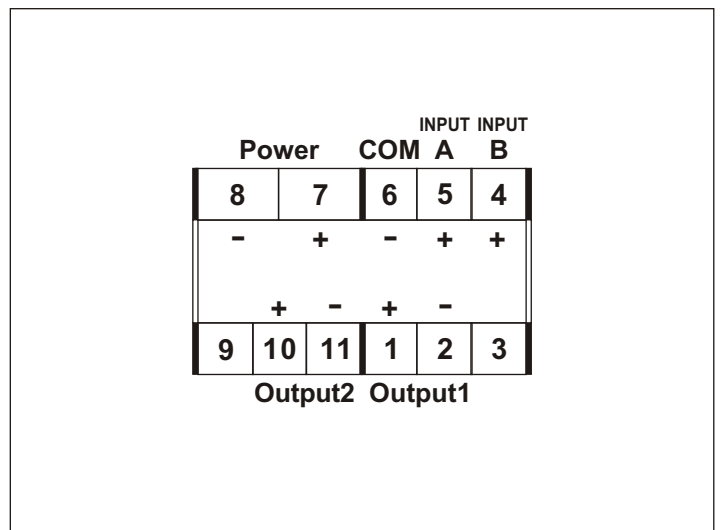 INPUT INPUT
Power COM A B
8 7 6 5 4
- + - + +
+ - + -
9 10 11 1 2 3
Output2 Output1